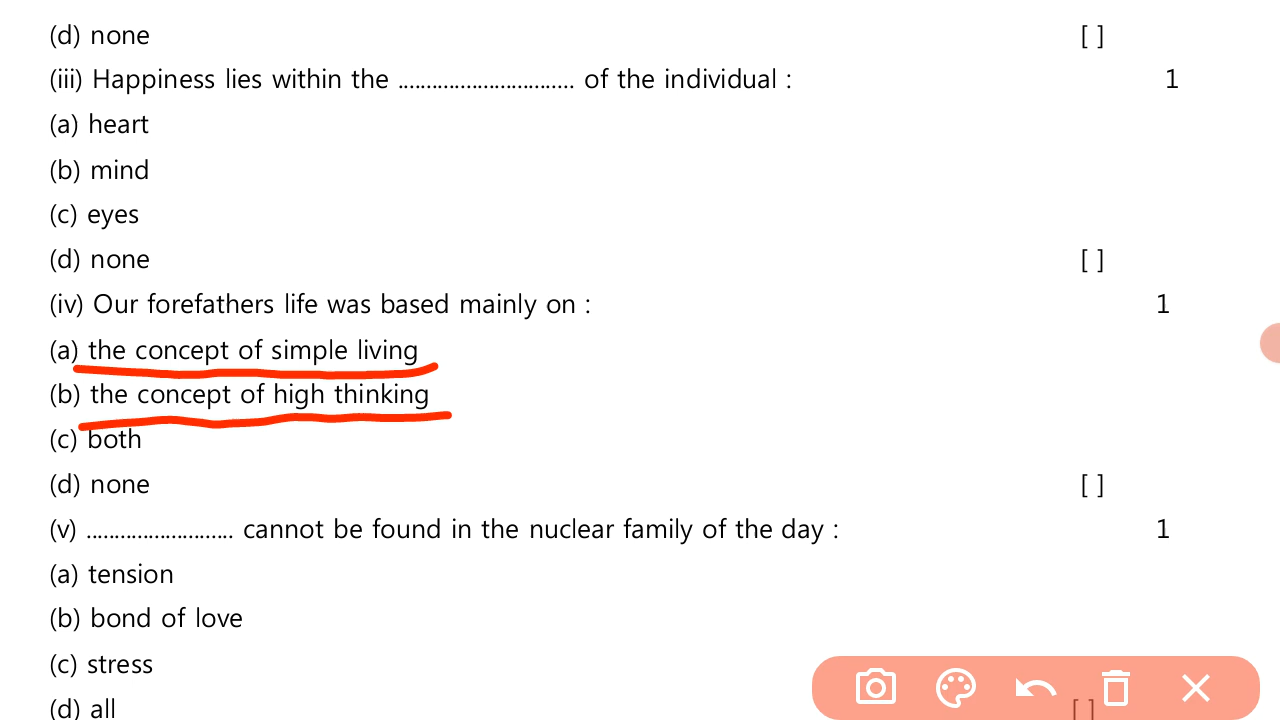 (d) none [ ]
(iii) Happiness lies within the ............................... of the individual : 1
(a) heart
(b) mind
(c) eyes
(d) none [ ]
(iv) Our forefathers life was based mainly on : 1
(a) the concept of simple living
(b) the concept of high thinking
(c) both
(d) none [ ]
(v) .......................... cannot be found in the nuclear family of the day : 1
(a) tension
(b) bond of love
(c) stress
(d) all [ ]